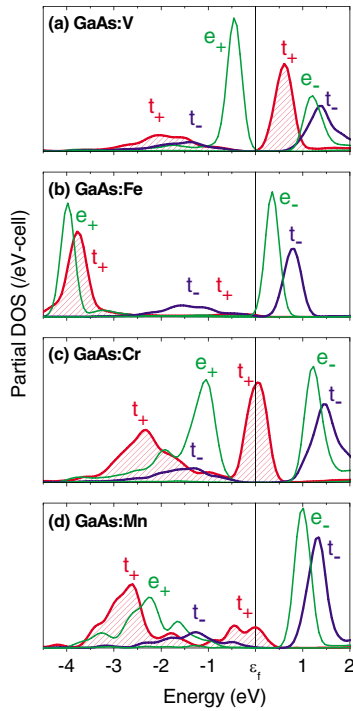 (a) GaAs:V
e+
t+
e-
t-
t+
t-
(b) GaAs:Fe
e+
t+
e-
t-
t-
t+
(c) GaAs:Cr
e+
t+
e-
t-
t+
t-
(d) GaAs:Mn
e-
t-
t+
e+
t-
t+
-4 -3 -2 -1 εf 1 2
Energy (eV)
Partial DOS (/eV-cell)